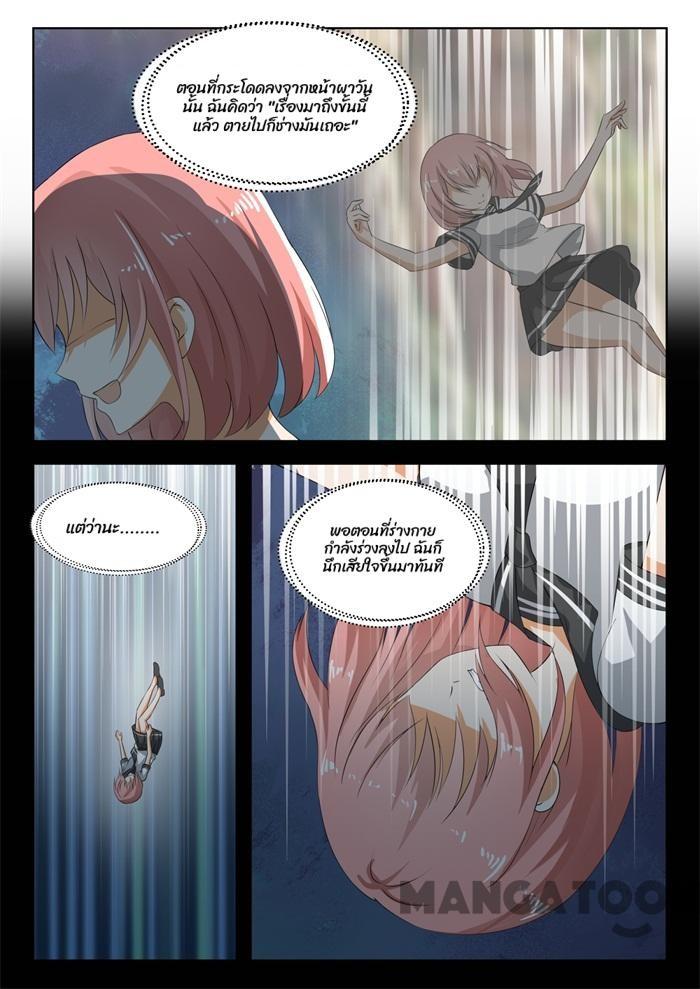 ตอนที่กระโดดลงจากหน้าผาวัน
นั้น ฉันคิดว่า "เรื่องมาถึงขั้นนี้
แล้ว ตายไปก็ช่างมันเถอะ"
แต่ว่านะ........
พอตอนที่ร่างกาย
กำลังร่วงลงไป ฉันก็
นึกเสียใจขึ้นมาทันที
MANGATOO